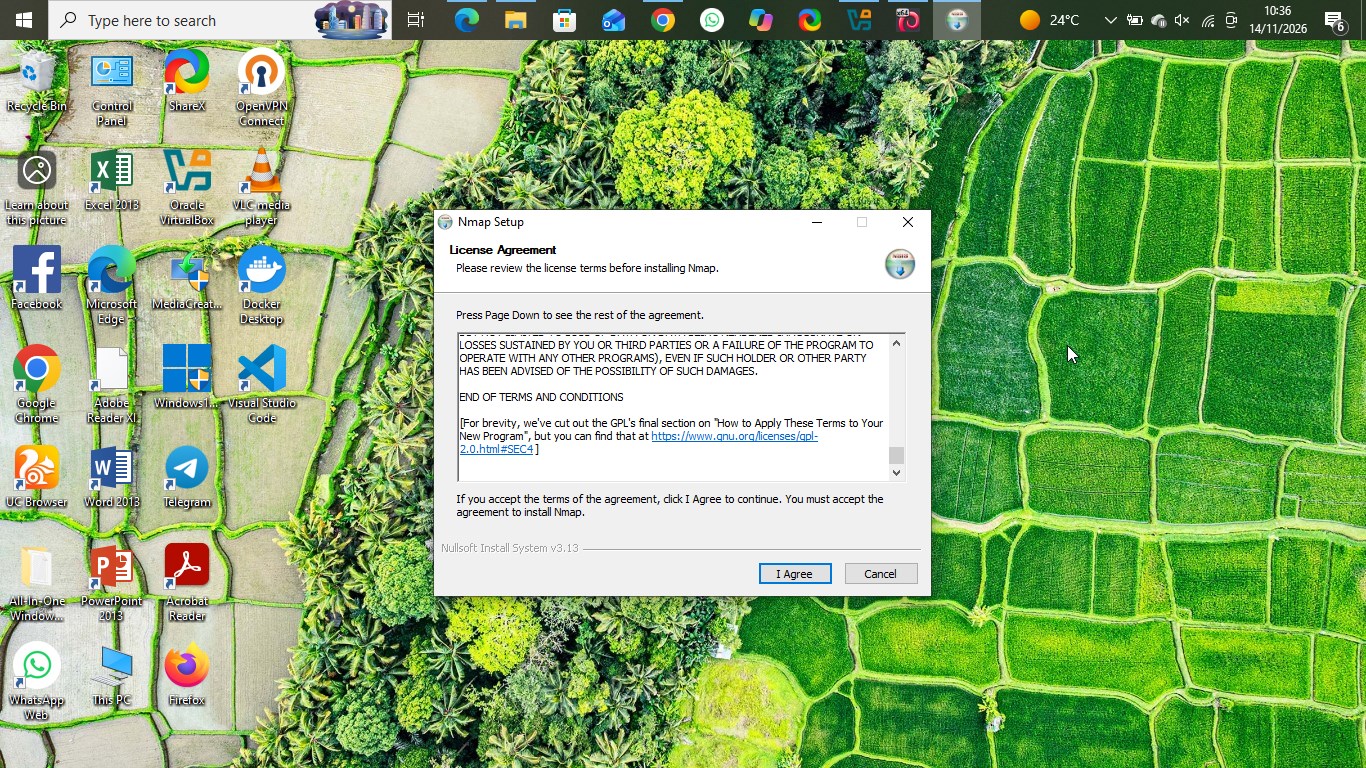 Type here to search
x64
24°C
10:36
14/11/2026
6
Recycle Bin
Control
Panel
ShareX
OpenVPN
Connect
Learn about
this picture
Excel 2013
Oracle
VirtualBox
VLC media
player
Facebook
Microsoft
Edge
MediaCreat...
Docker
Desktop
Google
Chrome
Adobe
Reader XI
Windows1...
Visual Studio
Code
UC Browser
Word 2013
Telegram
All-In-One
Window...
PowerPoint
2013
Acrobat
Reader
WhatsApp
Web
This PC
Firefox
Nmap Setup
License Agreement
Please review the license terms before installing Nmap.
Press Page Down to see the rest of the agreement.
LOSSES SUSTAINED BY YOU OR THIRD PARTIES OR A FAILURE OF THE PROGRAM TO
OPERATE WITH ANY OTHER PROGRAMS), EVEN IF SUCH HOLDER OR OTHER PARTY
HAS BEEN ADVISED OF THE POSSIBILITY OF SUCH DAMAGES.
END OF TERMS AND CONDITIONS
[For brevity, we've cut out the GPL's final section on "How to Apply These Terms to Your
New Program", but you can find that at https://www.gnu.org/licenses/gpl-
2.0.html#SEC4 ]
If you accept the terms of the agreement, click I Agree to continue. You must accept the
agreement to install Nmap.
Nullsoft Install System v3.13
I Agree
Cancel